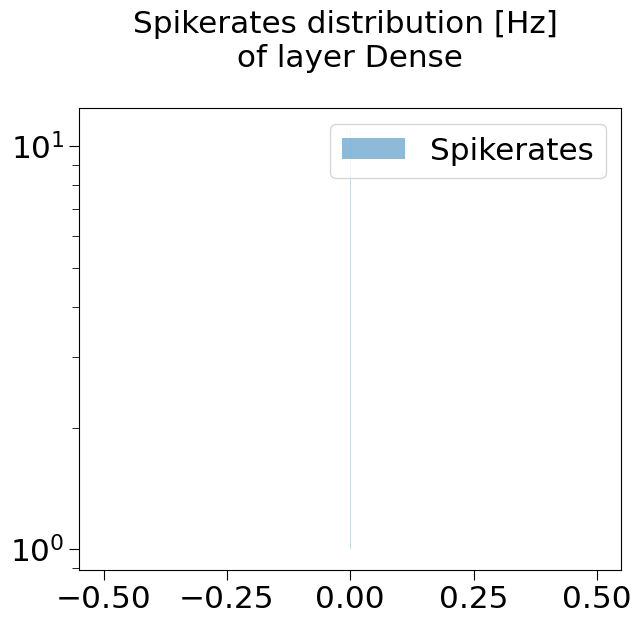 Spikerates distribution [Hz]
of layer Dense
10¹
Spikerates
10⁰
−0.50 −0.25 0.00 0.25 0.50